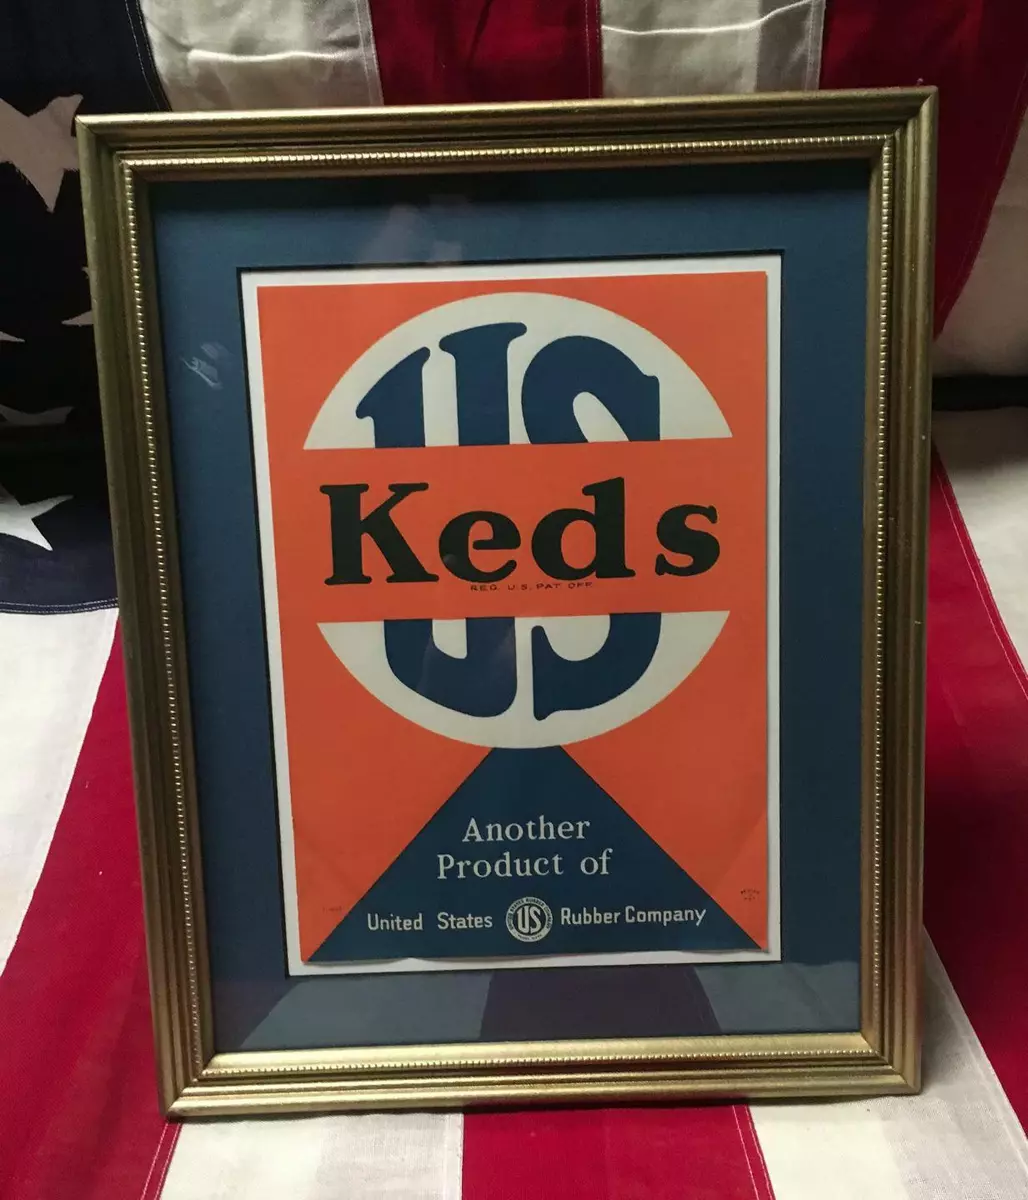 US
Keds
REG. U.S. PAT. OFF.
Another
Product of
United States US Rubber Company